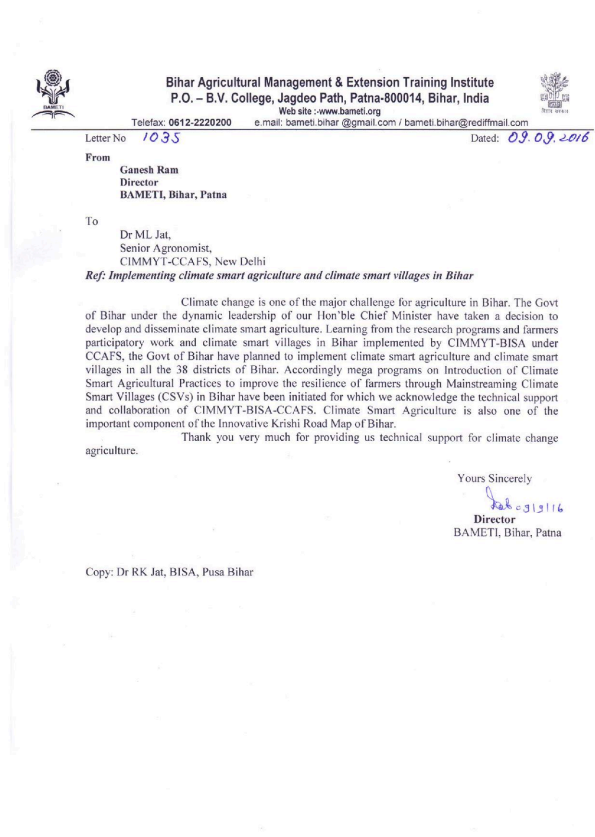 Bihar Agricultural Management & Extension Training Institute
P.O. – B.V. College, Jagdeo Path, Patna-800014, Bihar, India
Web site :-www.bameti.org
BAMETI
Telefax: 0612-2220200 e.mail: bameti.bihar @gmail.com / bameti.bihar@rediffmail.com
Letter No 1035 Dated: 09.09.2016
From
Ganesh Ram
Director
BAMETI, Bihar, Patna
To
Dr ML Jat,
Senior Agronomist,
CIMMYT-CCAFS, New Delhi
Ref: Implementing climate smart agriculture and climate smart villages in Bihar
Climate change is one of the major challenge for agriculture in Bihar. The Govt
of Bihar under the dynamic leadership of our Hon'ble Chief Minister have taken a decision to
develop and disseminate climate smart agriculture. Learning from the research programs and farmers
participatory work and climate smart villages in Bihar implemented by CIMMYT-BISA under
CCAFS, the Govt of Bihar have planned to implement climate smart agriculture and climate smart
villages in all the 38 districts of Bihar. Accordingly mega programs on Introduction of Climate
Smart Agricultural Practices to improve the resilience of farmers through Mainstreaming Climate
Smart Villages (CSVs) in Bihar have been initiated for which we acknowledge the technical support
and collaboration of CIMMYT-BISA-CCAFS. Climate Smart Agriculture is also one of the
important component of the Innovative Krishi Road Map of Bihar.
Thank you very much for providing us technical support for climate change
agriculture.
Yours Sincerely
09/9/16
Director
BAMETI, Bihar, Patna
Copy: Dr RK Jat, BISA, Pusa Bihar